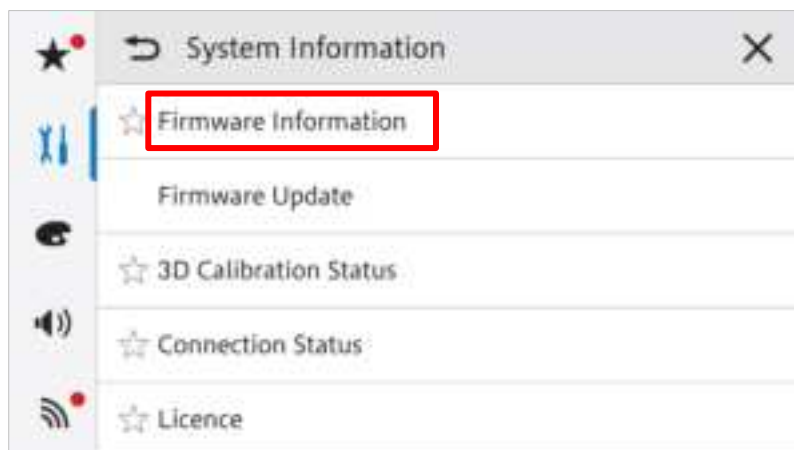 System Information
Firmware Information
Firmware Update
3D Calibration Status
Connection Status
Licence